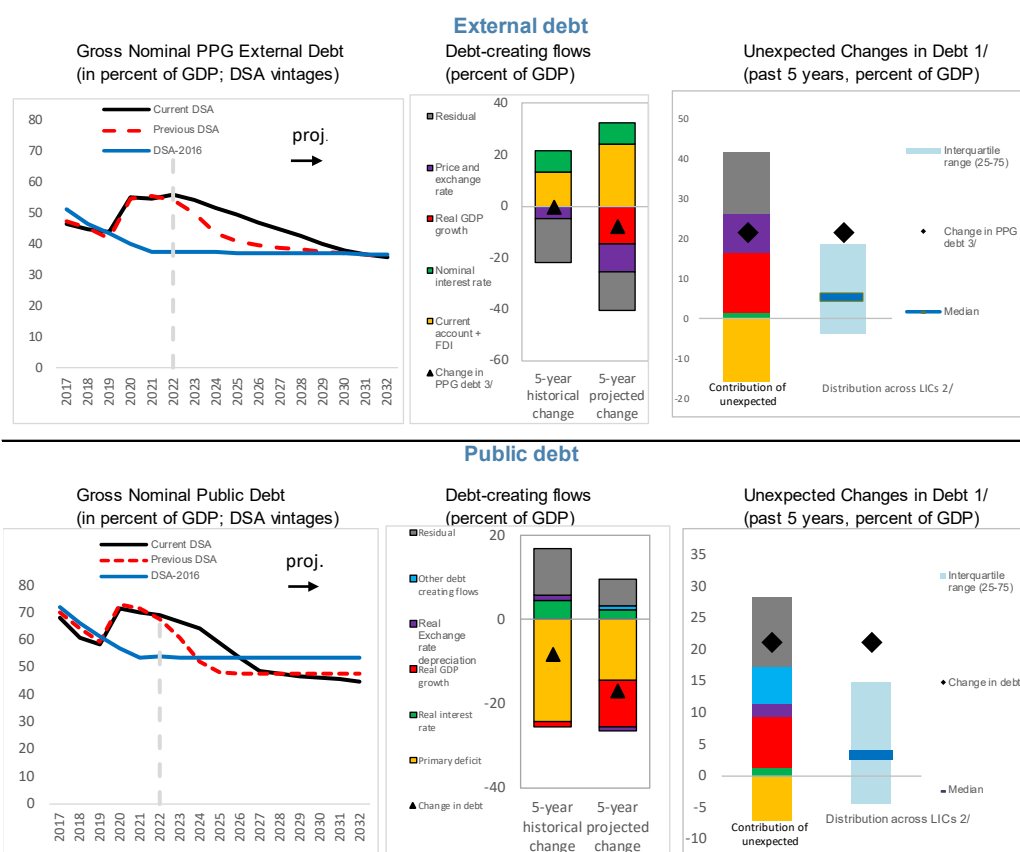 External debt
Gross Nominal PPG External Debt
(in percent of GDP; DSA vintages)
Current DSA
Previous DSA
DSA-2016
proj.
80
70
60
50
40
30
20
10
0
2017
2018
2019
2020
2021
2022
2023
2024
2025
2026
2027
2028
2029
2030
2031
2032
Debt-creating flows
(percent of GDP)
Residual
Price and
exchange
rate
Real GDP
growth
Nominal
interest rate
Current
account +
FDI
Change in
PPG debt 3/
40
20
0
-20
-40
-60
5-year
historical
change
5-year
projected
change
Unexpected Changes in Debt 1/
(past 5 years, percent of GDP)
50
40
30
20
10
0
-10
-20
Contribution of
unexpected
Distribution across LICs 2/
Interquartile
range (25-75)
Change in PPG
debt 3/
Median
Public debt
Gross Nominal Public Debt
(in percent of GDP; DSA vintages)
Current DSA
Previous DSA
DSA-2016
proj.
80
70
60
50
40
30
20
10
0
2017
2018
2019
2020
2021
2022
2023
2024
2025
2026
2027
2028
2029
2030
2031
2032
Debt-creating flows
(percent of GDP)
Residual
Other debt
creating flows
Real
Exchange
rate
depreciation
Real GDP
growth
Real interest
rate
Primary deficit
Change in debt
20
0
-20
-40
5-year
historical
change
5-year
projected
change
Unexpected Changes in Debt 1/
(past 5 years, percent of GDP)
35
30
25
20
15
10
5
0
-5
-10
Contribution of
unexpected
Distribution across LICs 2/
Interquartile
range (25-75)
Change in debt
Median